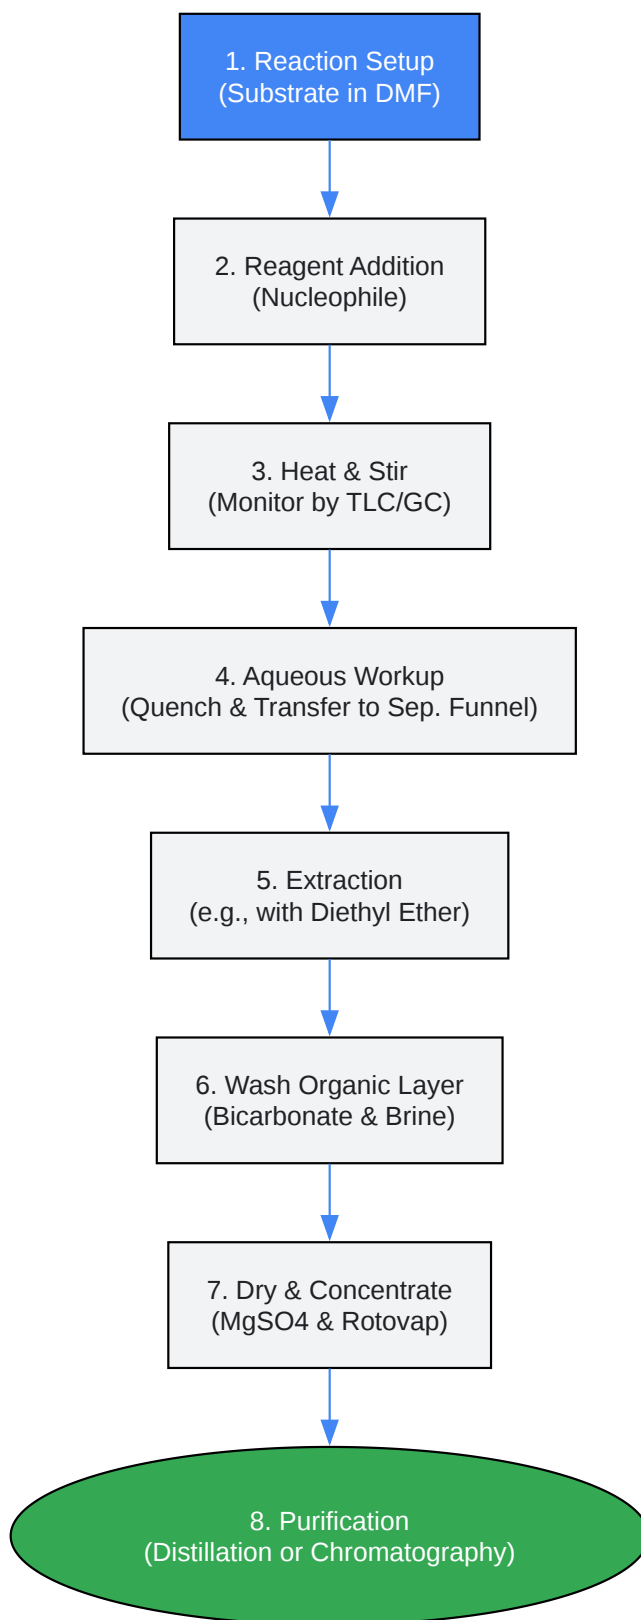 1. Reaction Setup
(Substrate in DMF)
2. Reagent Addition
(Nucleophile)
3. Heat & Stir
(Monitor by TLC/GC)
4. Aqueous Workup
(Quench & Transfer to Sep. Funnel)
5. Extraction
(e.g., with Diethyl Ether)
6. Wash Organic Layer
(Bicarbonate & Brine)
7. Dry & Concentrate
(MgSO4 & Rotovap)
8. Purification
(Distillation or Chromatography)